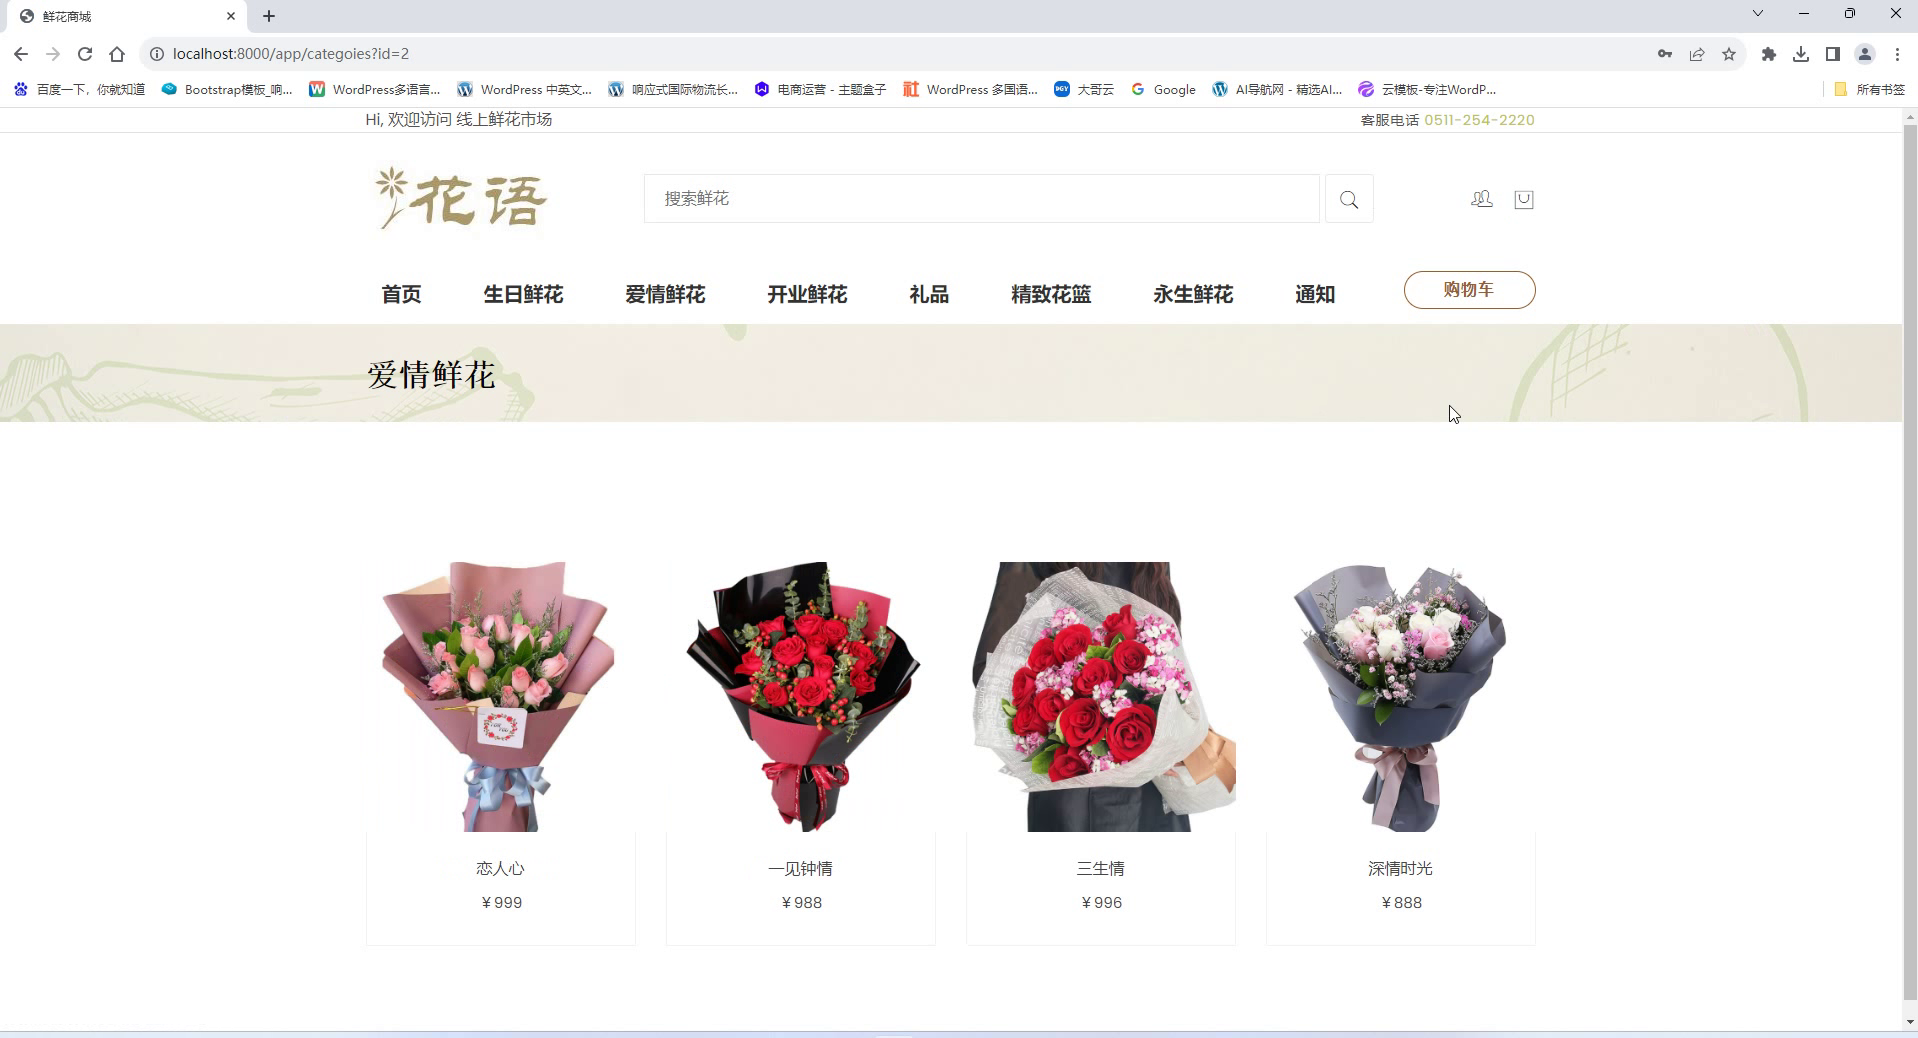 鲜花商城
localhost:8000/app/categoies?id=2
百度一下，你就知道 Bootstrap模板_响... WordPress多语言... WordPress 中英文... 响应式国际物流长... 电商运营 - 主题盒子 WordPress 多国语... 大哥云 Google AI导航网 - 精选AI... 云模板-专注WordP... 所有书签
Hi, 欢迎访问 线上鲜花市场 客服电话 0511-254-2220
花语
搜索鲜花
首页 生日鲜花 爱情鲜花 开业鲜花 礼品 精致花篮 永生鲜花 通知 购物车
爱情鲜花
恋人心 一见钟情 三生情 深情时光
¥999 ¥988 ¥996 ¥888